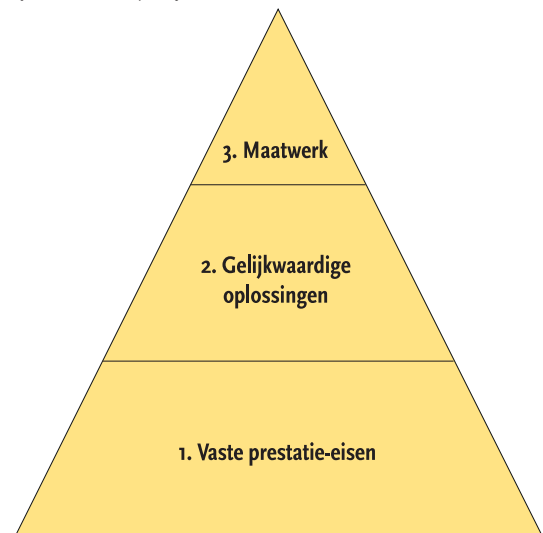 3. Maatwerk
2. Gelijkwaardige
oplossingen
1. Vaste prestatie-eisen